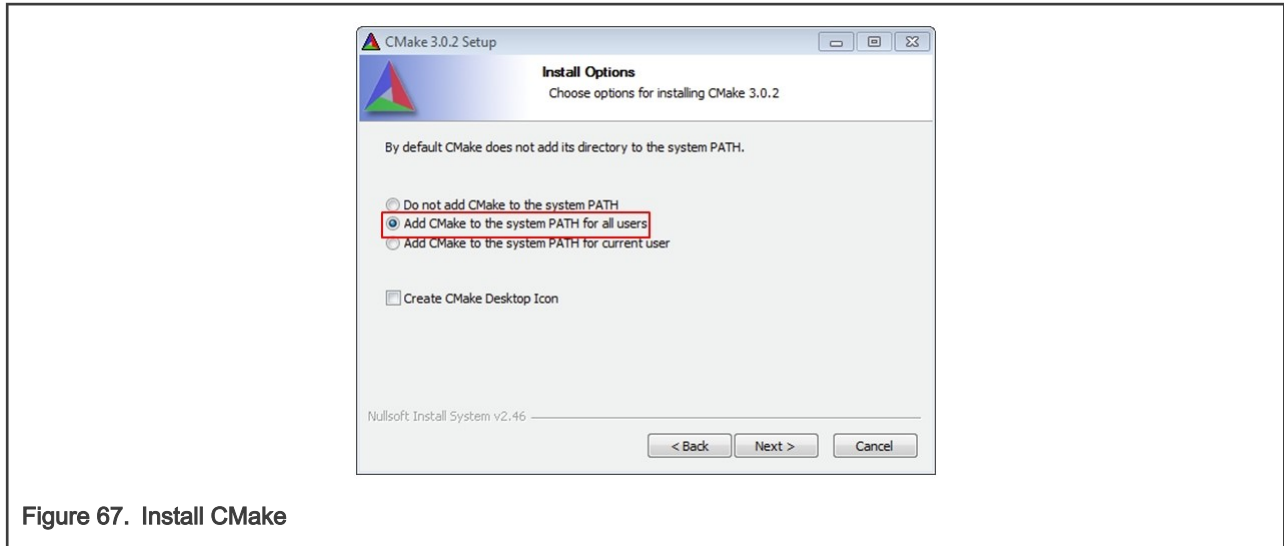 CMake 3.0.2 Setup
Install Options
Choose options for installing CMake 3.0.2
By default CMake does not add its directory to the system PATH.
Do not add CMake to the system PATH
Add CMake to the system PATH for all users
Add CMake to the system PATH for current user
Create CMake Desktop Icon
Nullsoft Install System v2.46
< Back Next > Cancel
Figure 67. Install CMake